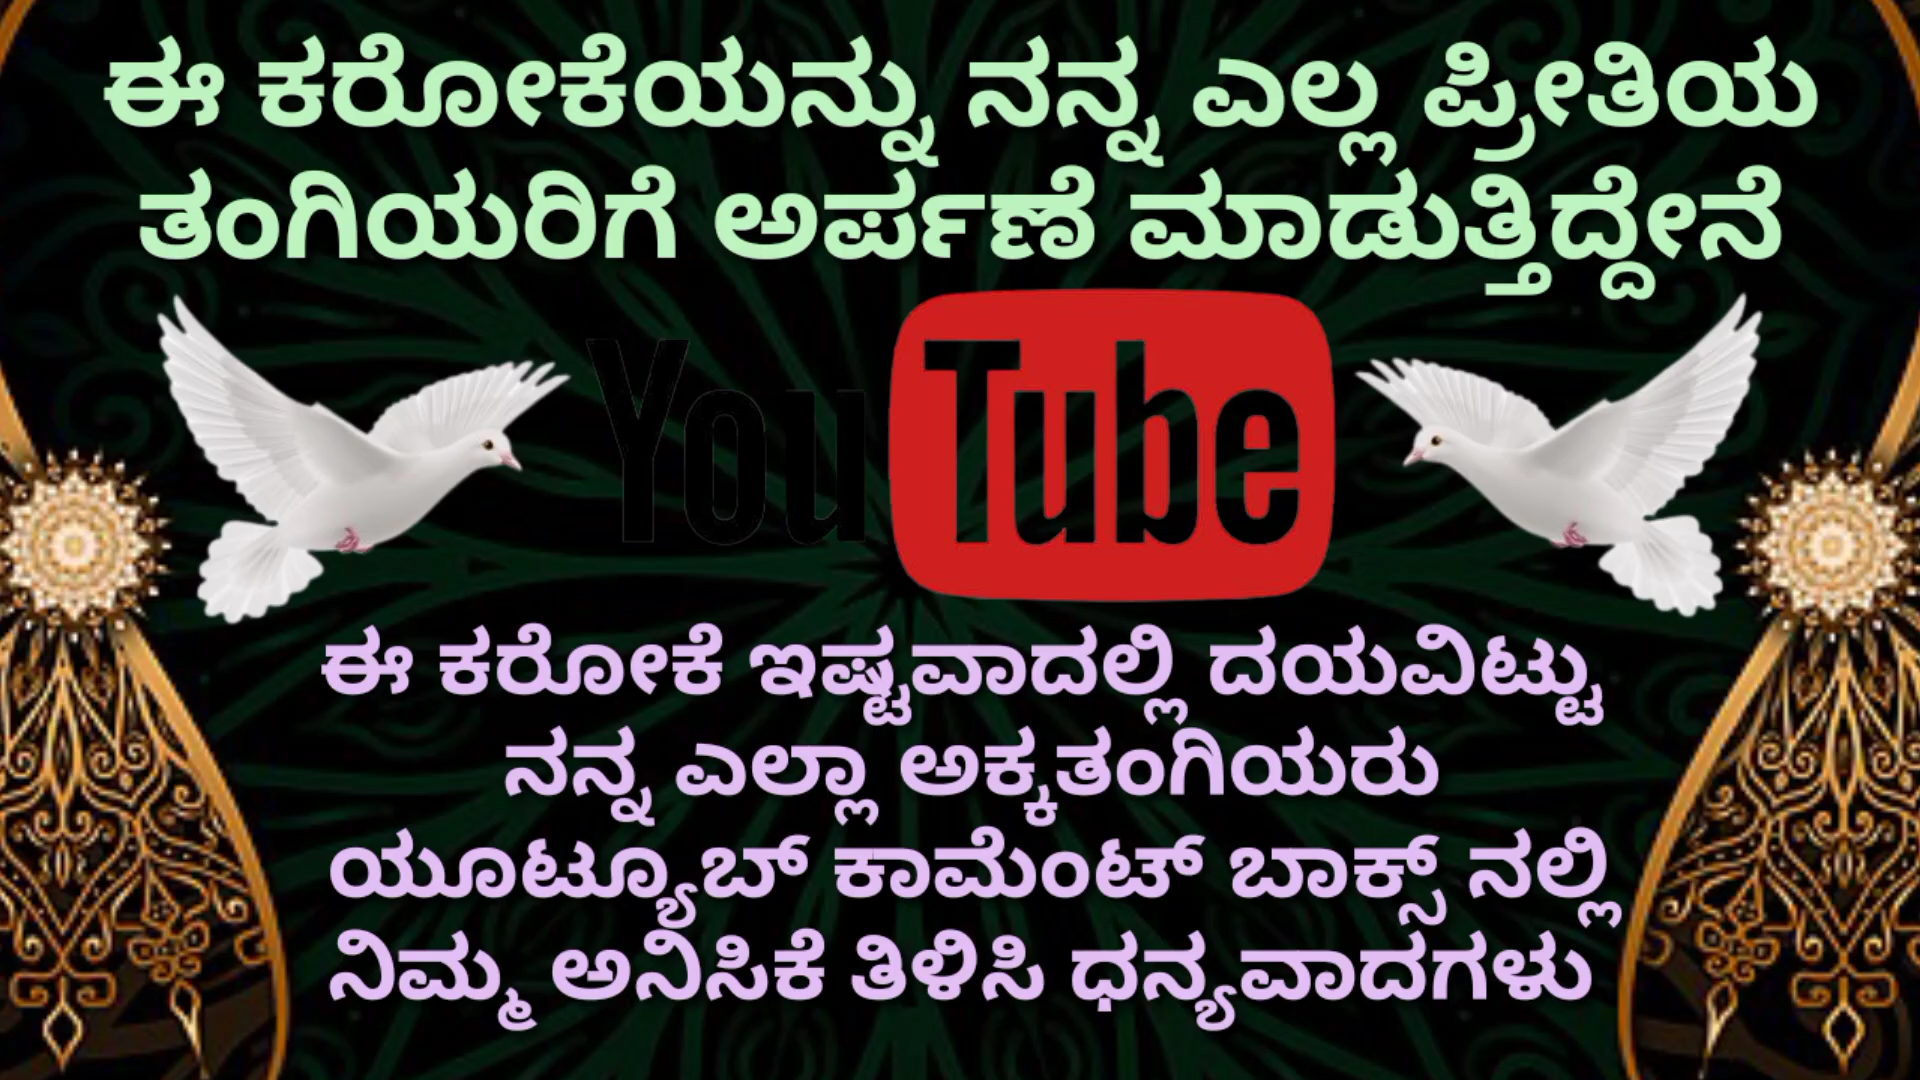 ಈ ಕರೋಕೆಯನ್ನು ನನ್ನ ಎಲ್ಲ ಪ್ರೀತಿಯ
ತಂಗಿಯರಿಗೆ ಅರ್ಪಣೆ ಮಾಡುತ್ತಿದ್ದೇನೆ
YouTube
ಈ ಕರೋಕೆ ಇಷ್ಟವಾದಲ್ಲಿ ದಯವಿಟ್ಟು
ನನ್ನ ಎಲ್ಲಾ ಅಕ್ಕತಂಗಿಯರು
ಯೂಟ್ಯೂಬ್ ಕಾಮೆಂಟ್ ಬಾಕ್ಸ್ ನಲ್ಲಿ
ನಿಮ್ಮ ಅನಿಸಿಕೆ ತಿಳಿಸಿ ಧನ್ಯವಾದಗಳು